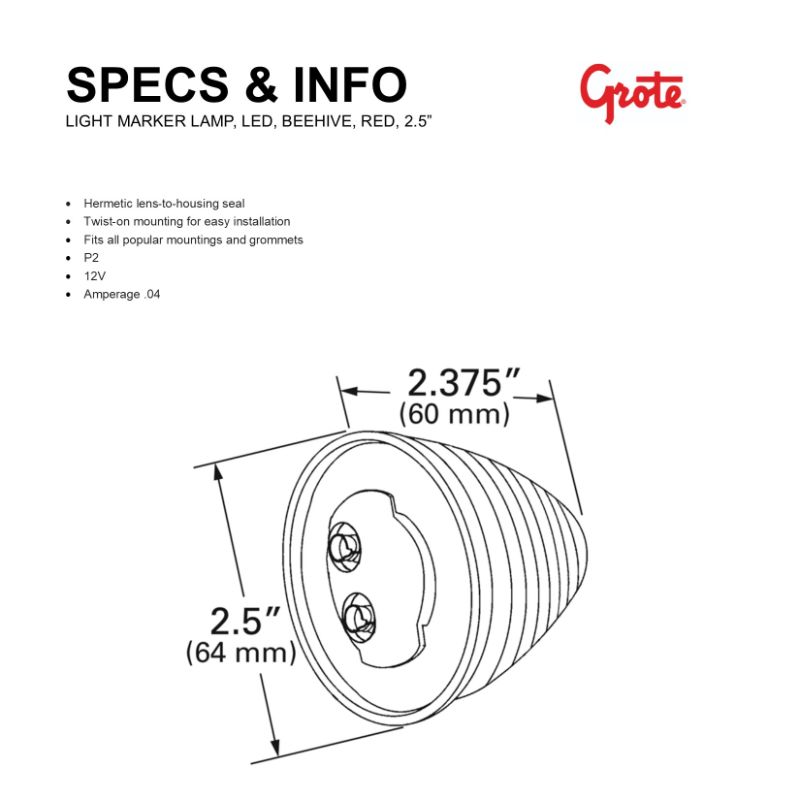 SPECS & INFO
Grote®
LIGHT MARKER LAMP, LED, BEEHIVE, RED, 2.5"
• Hermetic lens-to-housing seal
• Twist-on mounting for easy installation
• Fits all popular mountings and grommets
• P2
• 12V
• Amperage .04
2.375"
(60 mm)
2.5"
(64 mm)